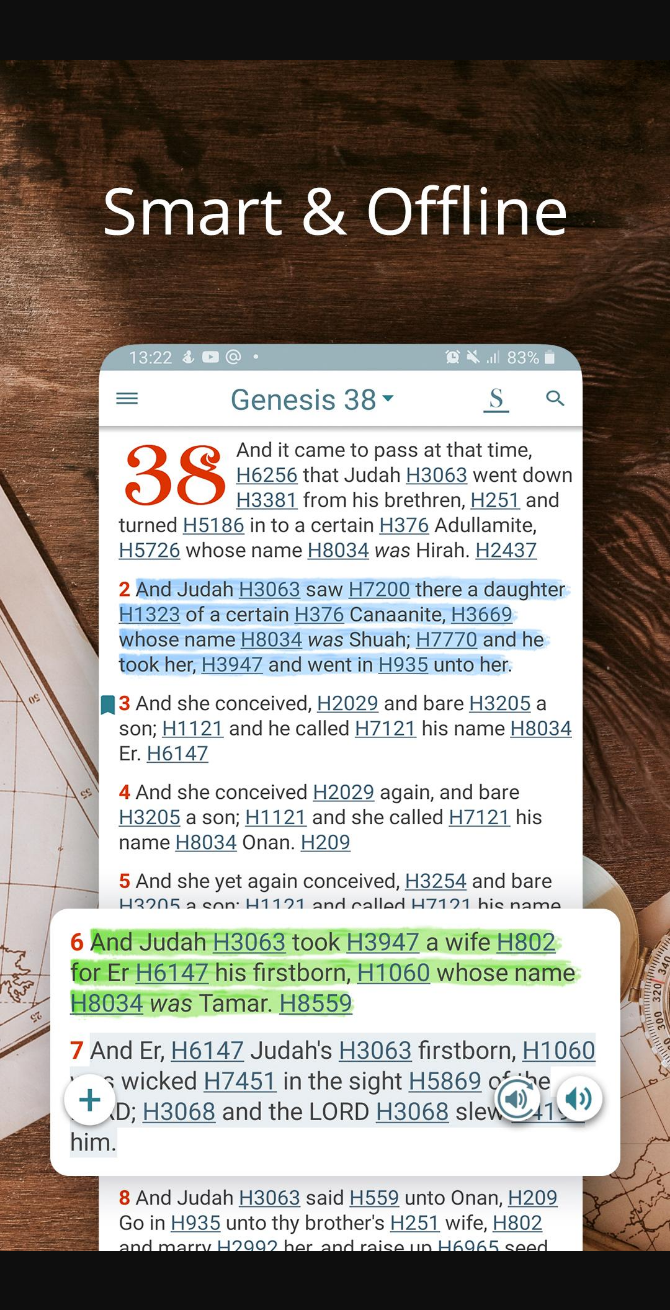 Smart & Offline
13:22
83%
Genesis 38
S
38 And it came to pass at that time,
H6256 that Judah H3063 went down
H3381 from his brethren, H251 and
turned H5186 in to a certain H376 Adullamite,
H5726 whose name H8034 was Hirah. H2437
2 And Judah H3063 saw H7200 there a daughter
H1323 of a certain H376 Canaanite, H3669
whose name H8034 was Shuah; H7770 and he
took her, H3947 and went in H935 unto her.
3 And she conceived, H2029 and bare H3205 a
son; H1121 and he called H7121 his name H8034
Er. H6147
4 And she conceived H2029 again, and bare
H3205 a son; H1121 and she called H7121 his
name H8034 Onan. H209
5 And she yet again conceived, H3254 and bare
H3205 a son; H1121 and called H7121 his name
6 And Judah H3063 took H3947 a wife H802
for Er H6147 his firstborn, H1060 whose name
H8034 was Tamar. H8559
7 And Er, H6147 Judah's H3063 firstborn, H1060
wicked H7451 in the sight H5869 of the
H3068 and the LORD H3068 slew
him.
8 And Judah H3063 said H559 unto Onan, H209
Go in H935 unto thy brother's H251 wife, H802
and marry H2992 her, and raise up H6965 seed